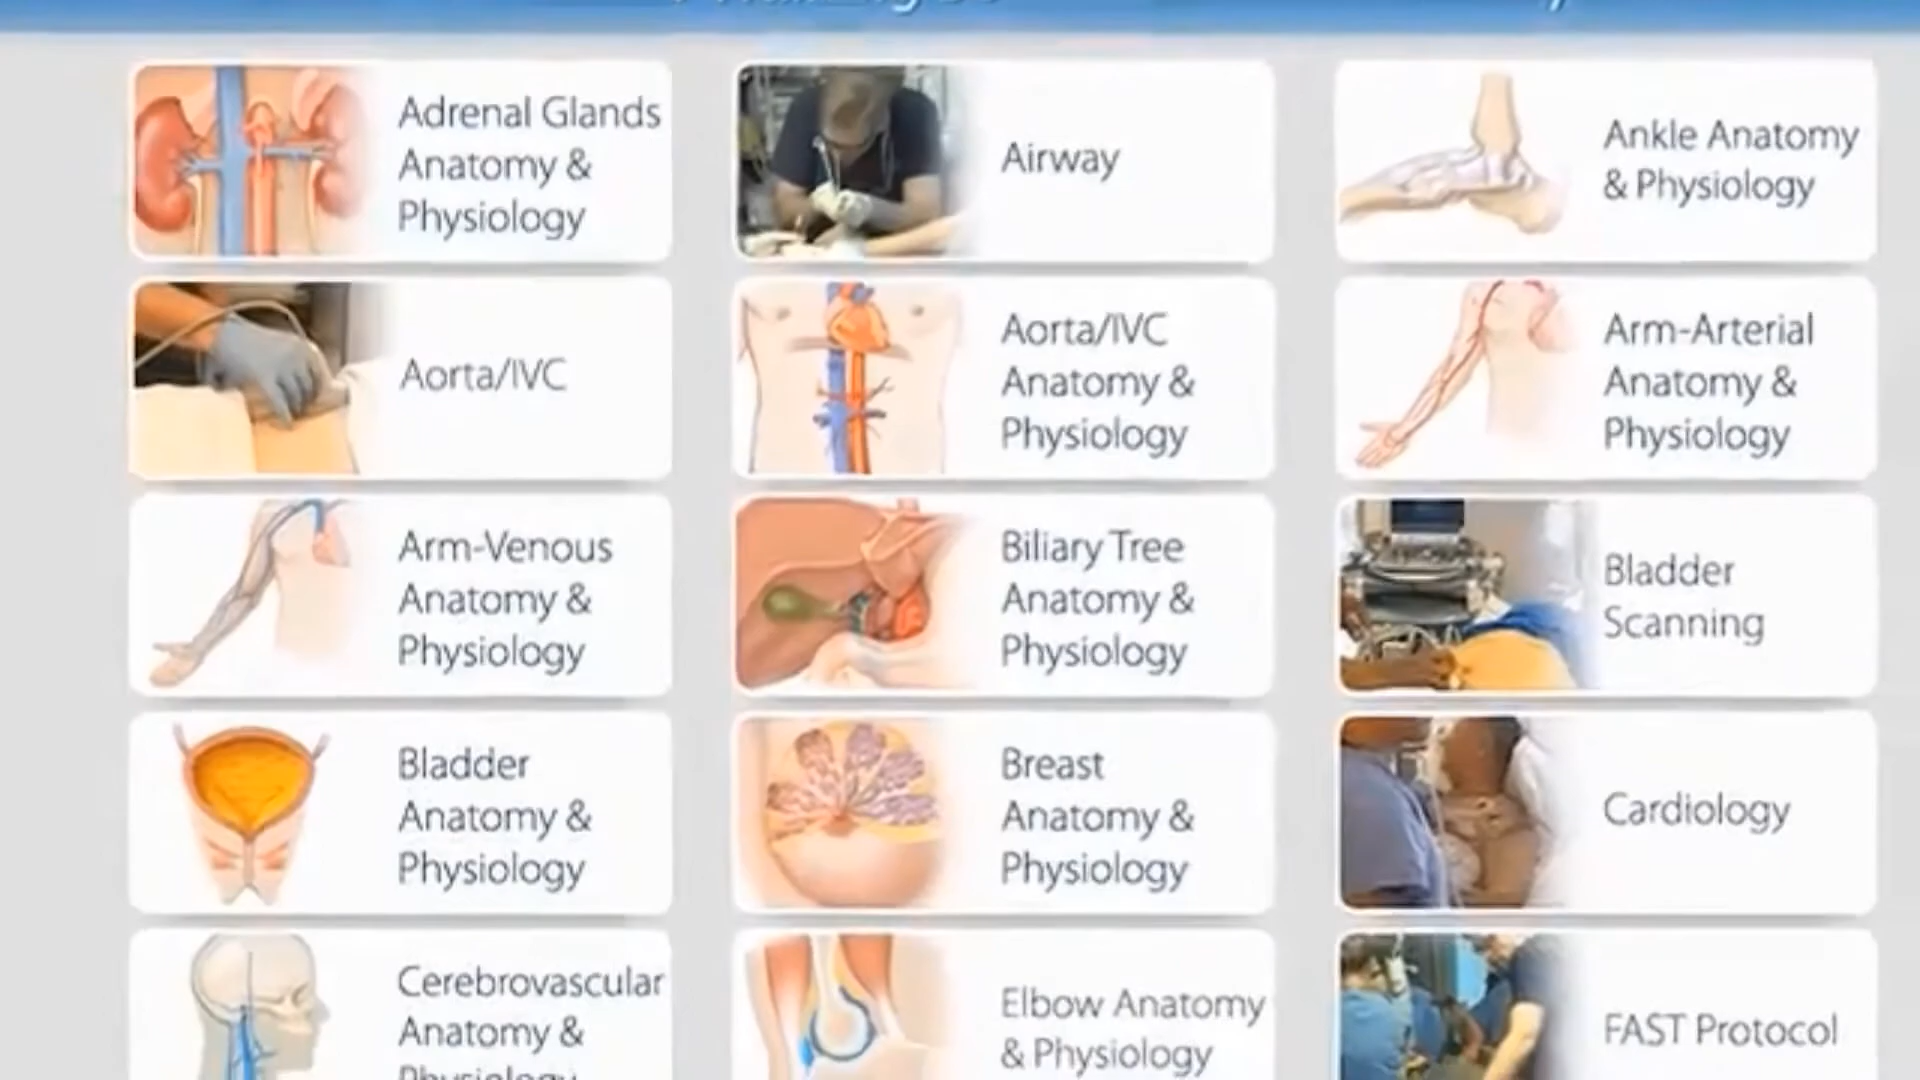 Adrenal Glands
Anatomy &
Physiology
Airway
Ankle Anatomy
& Physiology
Aorta/IVC
Aorta/IVC
Anatomy &
Physiology
Arm-Arterial
Anatomy &
Physiology
Arm-Venous
Anatomy &
Physiology
Biliary Tree
Anatomy &
Physiology
Bladder
Scanning
Bladder
Anatomy &
Physiology
Breast
Anatomy &
Physiology
Cardiology
Cerebrovascular
Anatomy &
Physiology
Elbow Anatomy
& Physiology
FAST Protocol